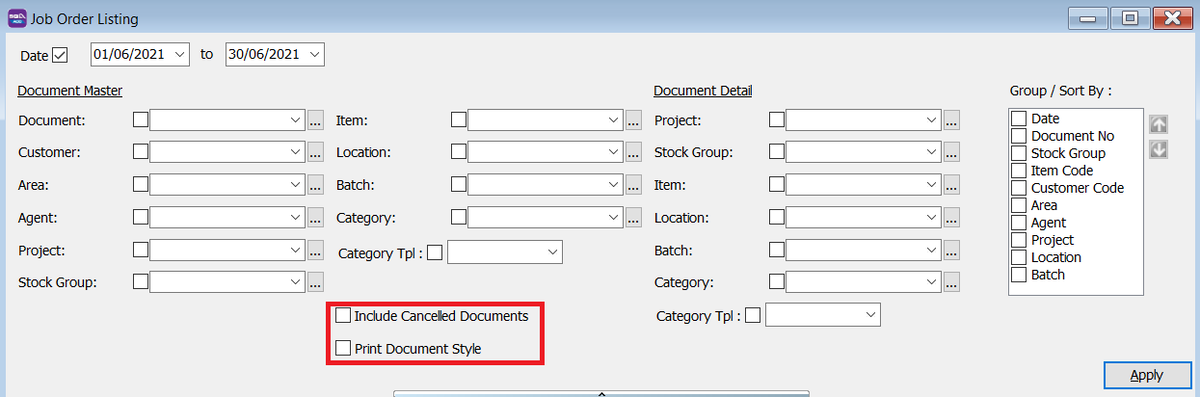 Job Order Listing
Date 01/06/2021 to 30/06/2021
Document Master
Document: ...
Customer: ...
Area: ...
Agent: ...
Project: ...
Stock Group: ...
Item: ...
Location: ...
Batch: ...
Category: ...
Category Tpl :
Include Cancelled Documents
Print Document Style
Document Detail
Project: ...
Stock Group: ...
Item: ...
Location: ...
Batch: ...
Category: ...
Category Tpl :
Group / Sort By :
Date
Document No
Stock Group
Item Code
Customer Code
Area
Agent
Project
Location
Batch
Apply